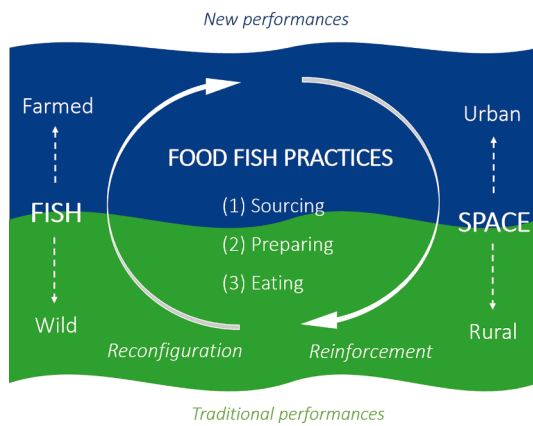 New performances
Farmed
Urban
FOOD FISH PRACTICES
(1) Sourcing
FISH
SPACE
(2) Preparing
(3) Eating
Wild
Rural
Reconfiguration
Reinforcement
Traditional performances